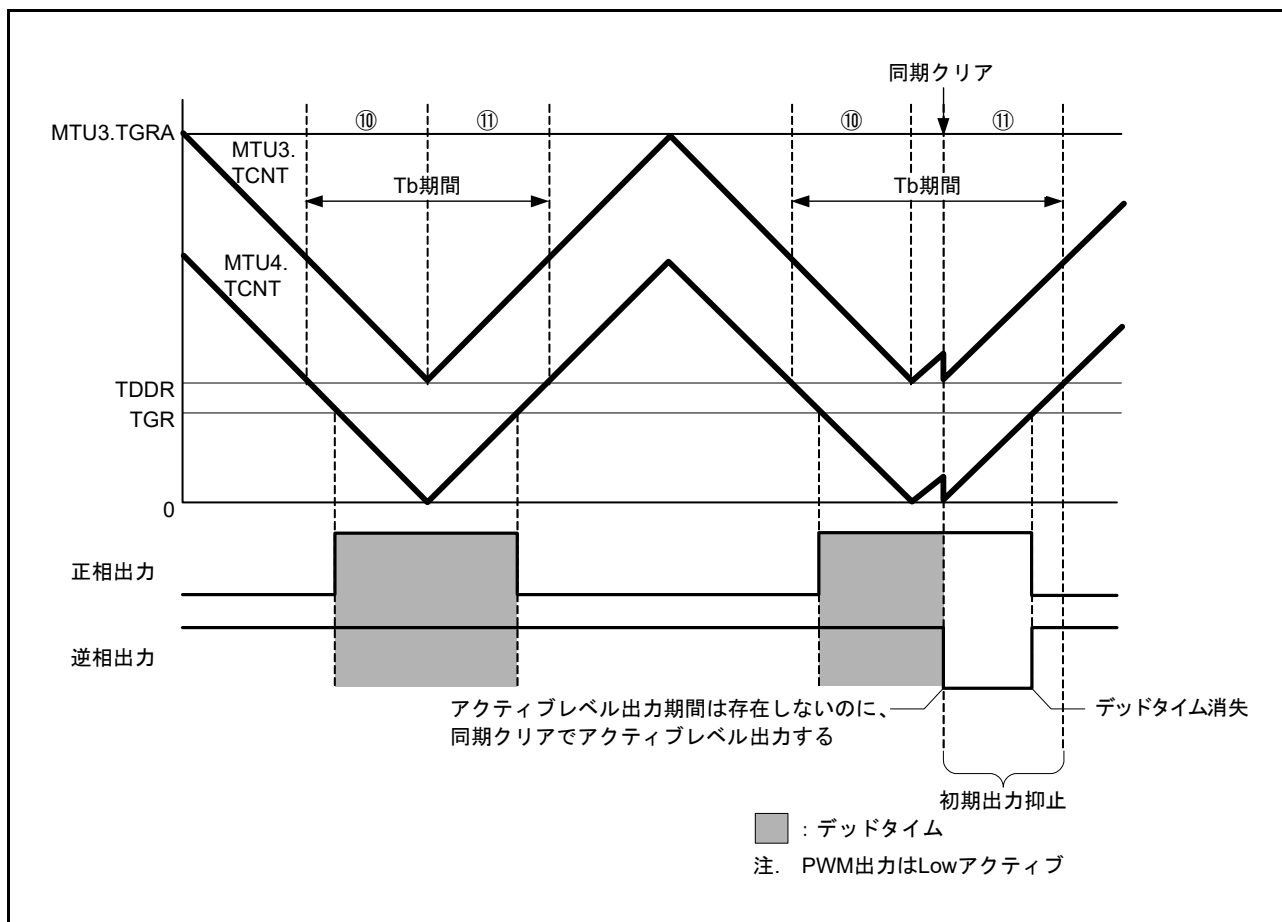 同期クリア
MTU3.TGRA
⑩
⑪
⑩
⑪
MTU3.
TCNT
Tb期間
Tb期間
MTU4.
TCNT
TDDR
TGR
0
正相出力
逆相出力
アクティブレベル出力期間は存在しないのに、
同期クリアでアクティブレベル出力する
デッドタイム消失
初期出力抑止
：デッドタイム
注. PWM出力はLowアクティブ